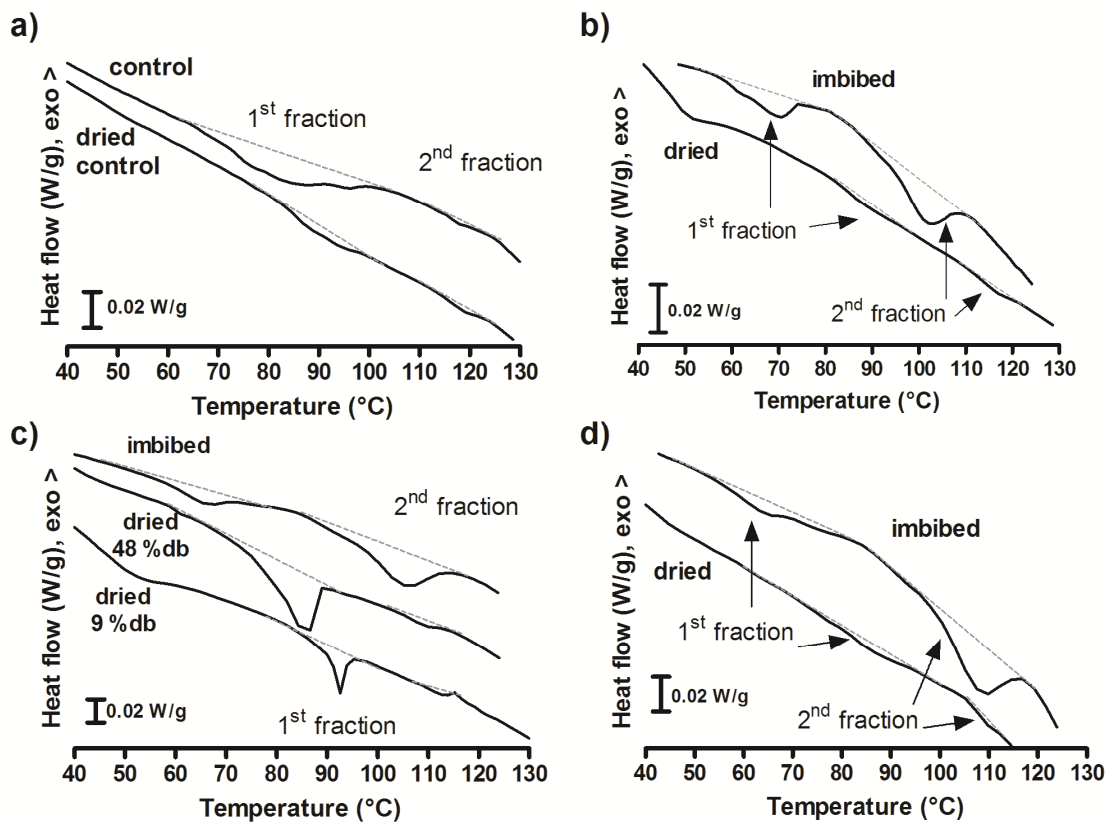 a)
Heat flow (W/g), exo >
control
dried
control
1st fraction
2nd fraction
0.02 W/g
40 50 60 70 80 90 100 110 120 130
Temperature (°C)
b)
Heat flow (W/g), exo >
imbibed
dried
1st fraction
2nd fraction
0.02 W/g
40 50 60 70 80 90 100 110 120 130
Temperature (°C)
c)
Heat flow (W/g), exo >
imbibed
dried
48 %db
dried
9 %db
2nd fraction
1st fraction
0.02 W/g
40 50 60 70 80 90 100 110 120 130
Temperature (°C)
d)
Heat flow (W/g), exo >
imbibed
dried
1st fraction
2nd fraction
0.02 W/g
40 50 60 70 80 90 100 110 120 130
Temperature (°C)